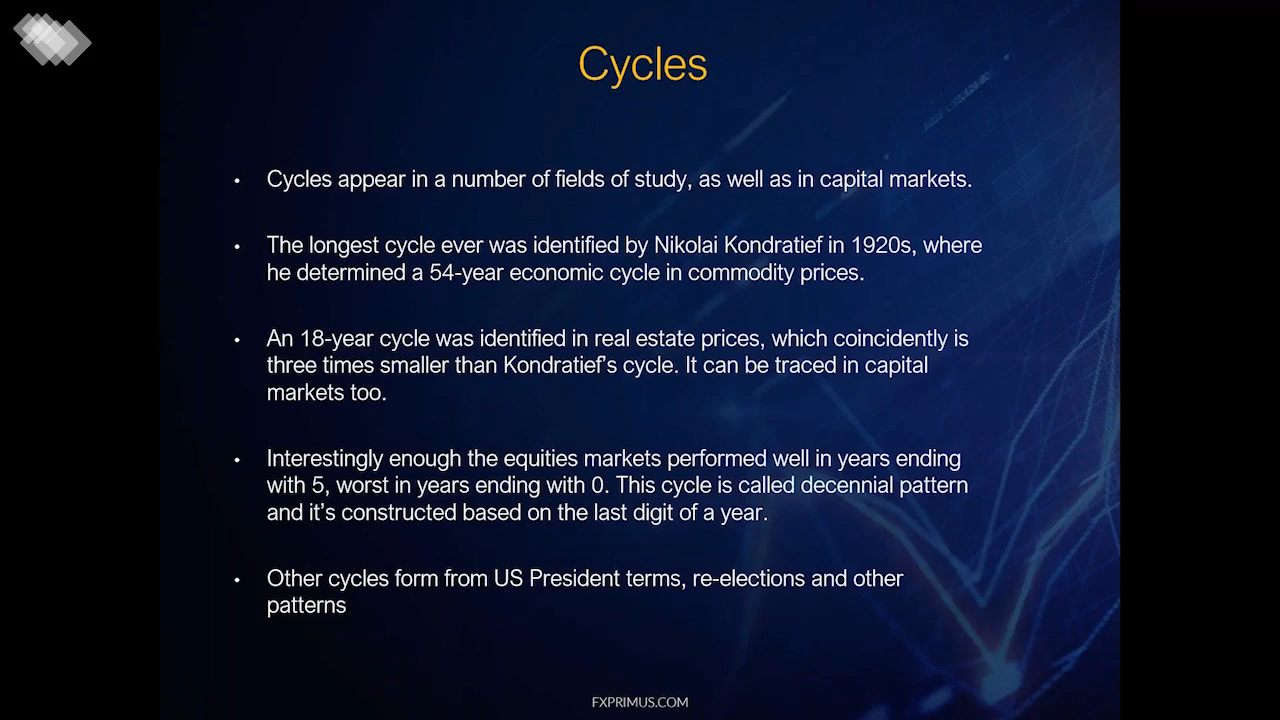 Cycles
• Cycles appear in a number of fields of study, as well as in capital markets.
• The longest cycle ever was identified by Nikolai Kondratief in 1920s, where
he determined a 54-year economic cycle in commodity prices.
• An 18-year cycle was identified in real estate prices, which coincidently is
three times smaller than Kondratief's cycle. It can be traced in capital
markets too.
• Interestingly enough the equities markets performed well in years ending
with 5, worst in years ending with 0. This cycle is called decennial pattern
and it's constructed based on the last digit of a year.
• Other cycles form from US President terms, re-elections and other
patterns
FXPRIMUS.COM